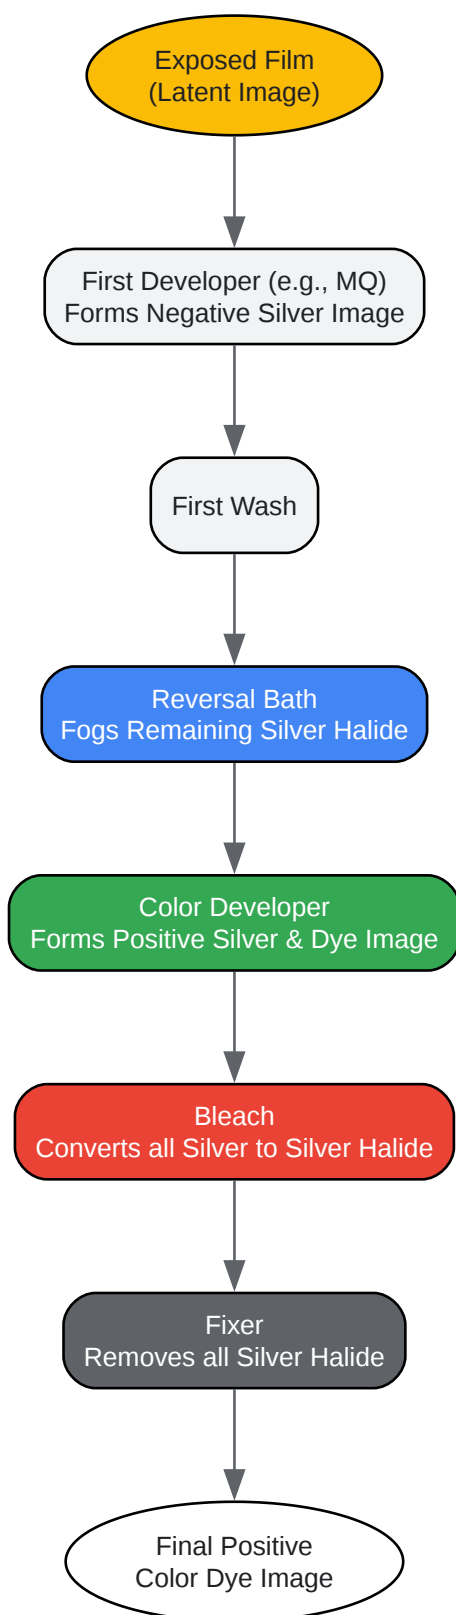 Exposed Film
(Latent Image)
First Developer (e.g., MQ)
Forms Negative Silver Image
First Wash
Reversal Bath
Fogs Remaining Silver Halide
Color Developer
Forms Positive Silver & Dye Image
Bleach
Converts all Silver to Silver Halide
Fixer
Removes all Silver Halide
Final Positive
Color Dye Image